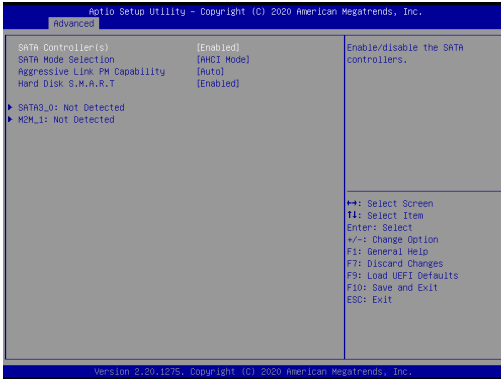 Aptio Setup Utility – Copyright (C) 2020 American Megatrends, Inc.
Advanced
SATA Controller(s) [Enabled]
SATA Mode Selection [AHCI Mode]
Aggressive Link PM Capability [Auto]
Hard Disk S.M.A.R.T [Enabled]
SATA3_0: Not Detected
M2M_1: Not Detected
Enable/disable the SATA
controllers.
↔: Select Screen
↑↓: Select Item
Enter: Select
+/-: Change Option
F1: General Help
F7: Discard Changes
F9: Load UEFI Defaults
F10: Save and Exit
ESC: Exit
Version 2.20.1275. Copyright (C) 2020 American Megatrends, Inc.